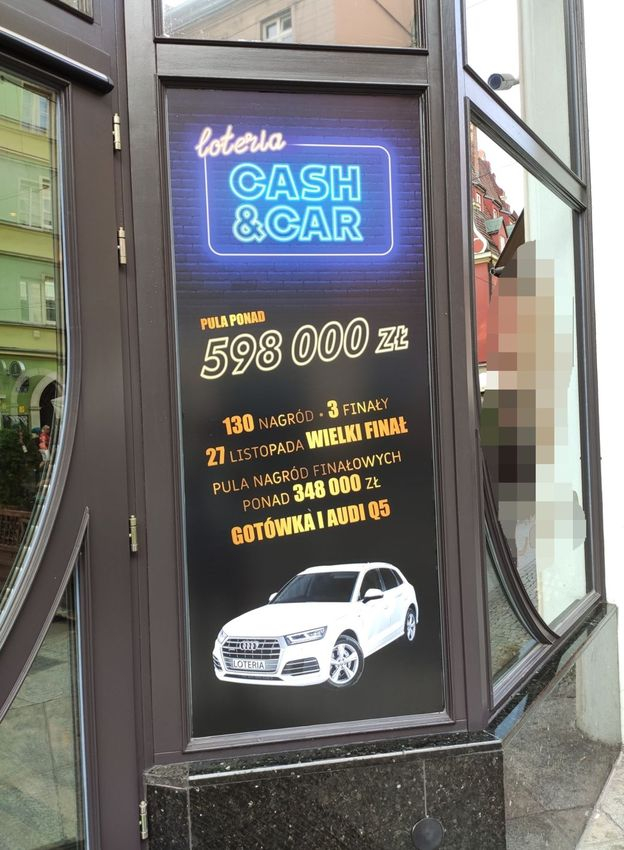 loteria
CASH
&CAR
PULA PONAD
598 000 ZŁ
130 NAGRÓD • 3 FINAŁY
27 LISTOPADA WIELKI FINAŁ
PULA NAGRÓD FINAŁOWYCH
PONAD 348 000 ZŁ
GOTÓWKA I AUDI Q5
LOTERIA